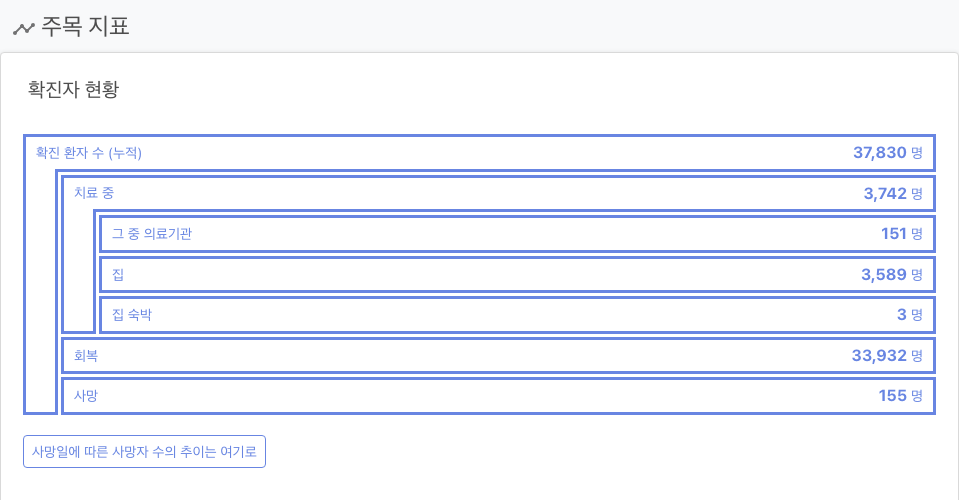 주목 지표
확진자 현황
확진 환자 수 (누적) 37,830 명
치료 중 3,742 명
그 중 의료기관 151 명
집 3,589 명
집 숙박 3 명
회복 33,932 명
사망 155 명
사망일에 따른 사망자 수의 추이는 여기로